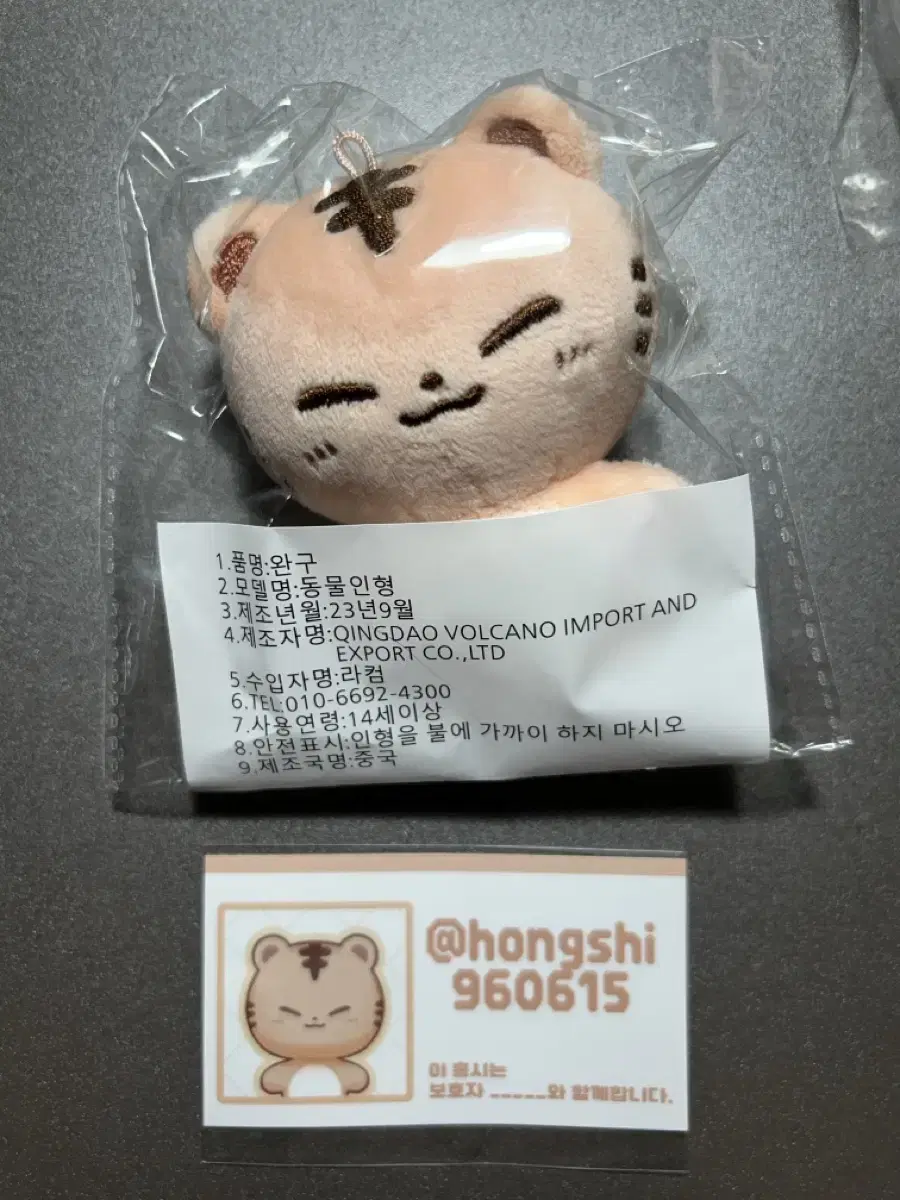 1.품명:완구
2.모델명:동물인형
3.제조년월:23년9월
4.제조자명:QINGDAO VOLCANO IMPORT AND
EXPORT CO.,LTD
5.수입자명:라컴
6.TEL:010-6692-4300
7.사용연령:14세이상
8.안전표시:인형을 불에 가까이 하지 마시오
9.제조국명:중국
@hongshi
960615
이 홍시는
보호자 _____와 함께합니다.